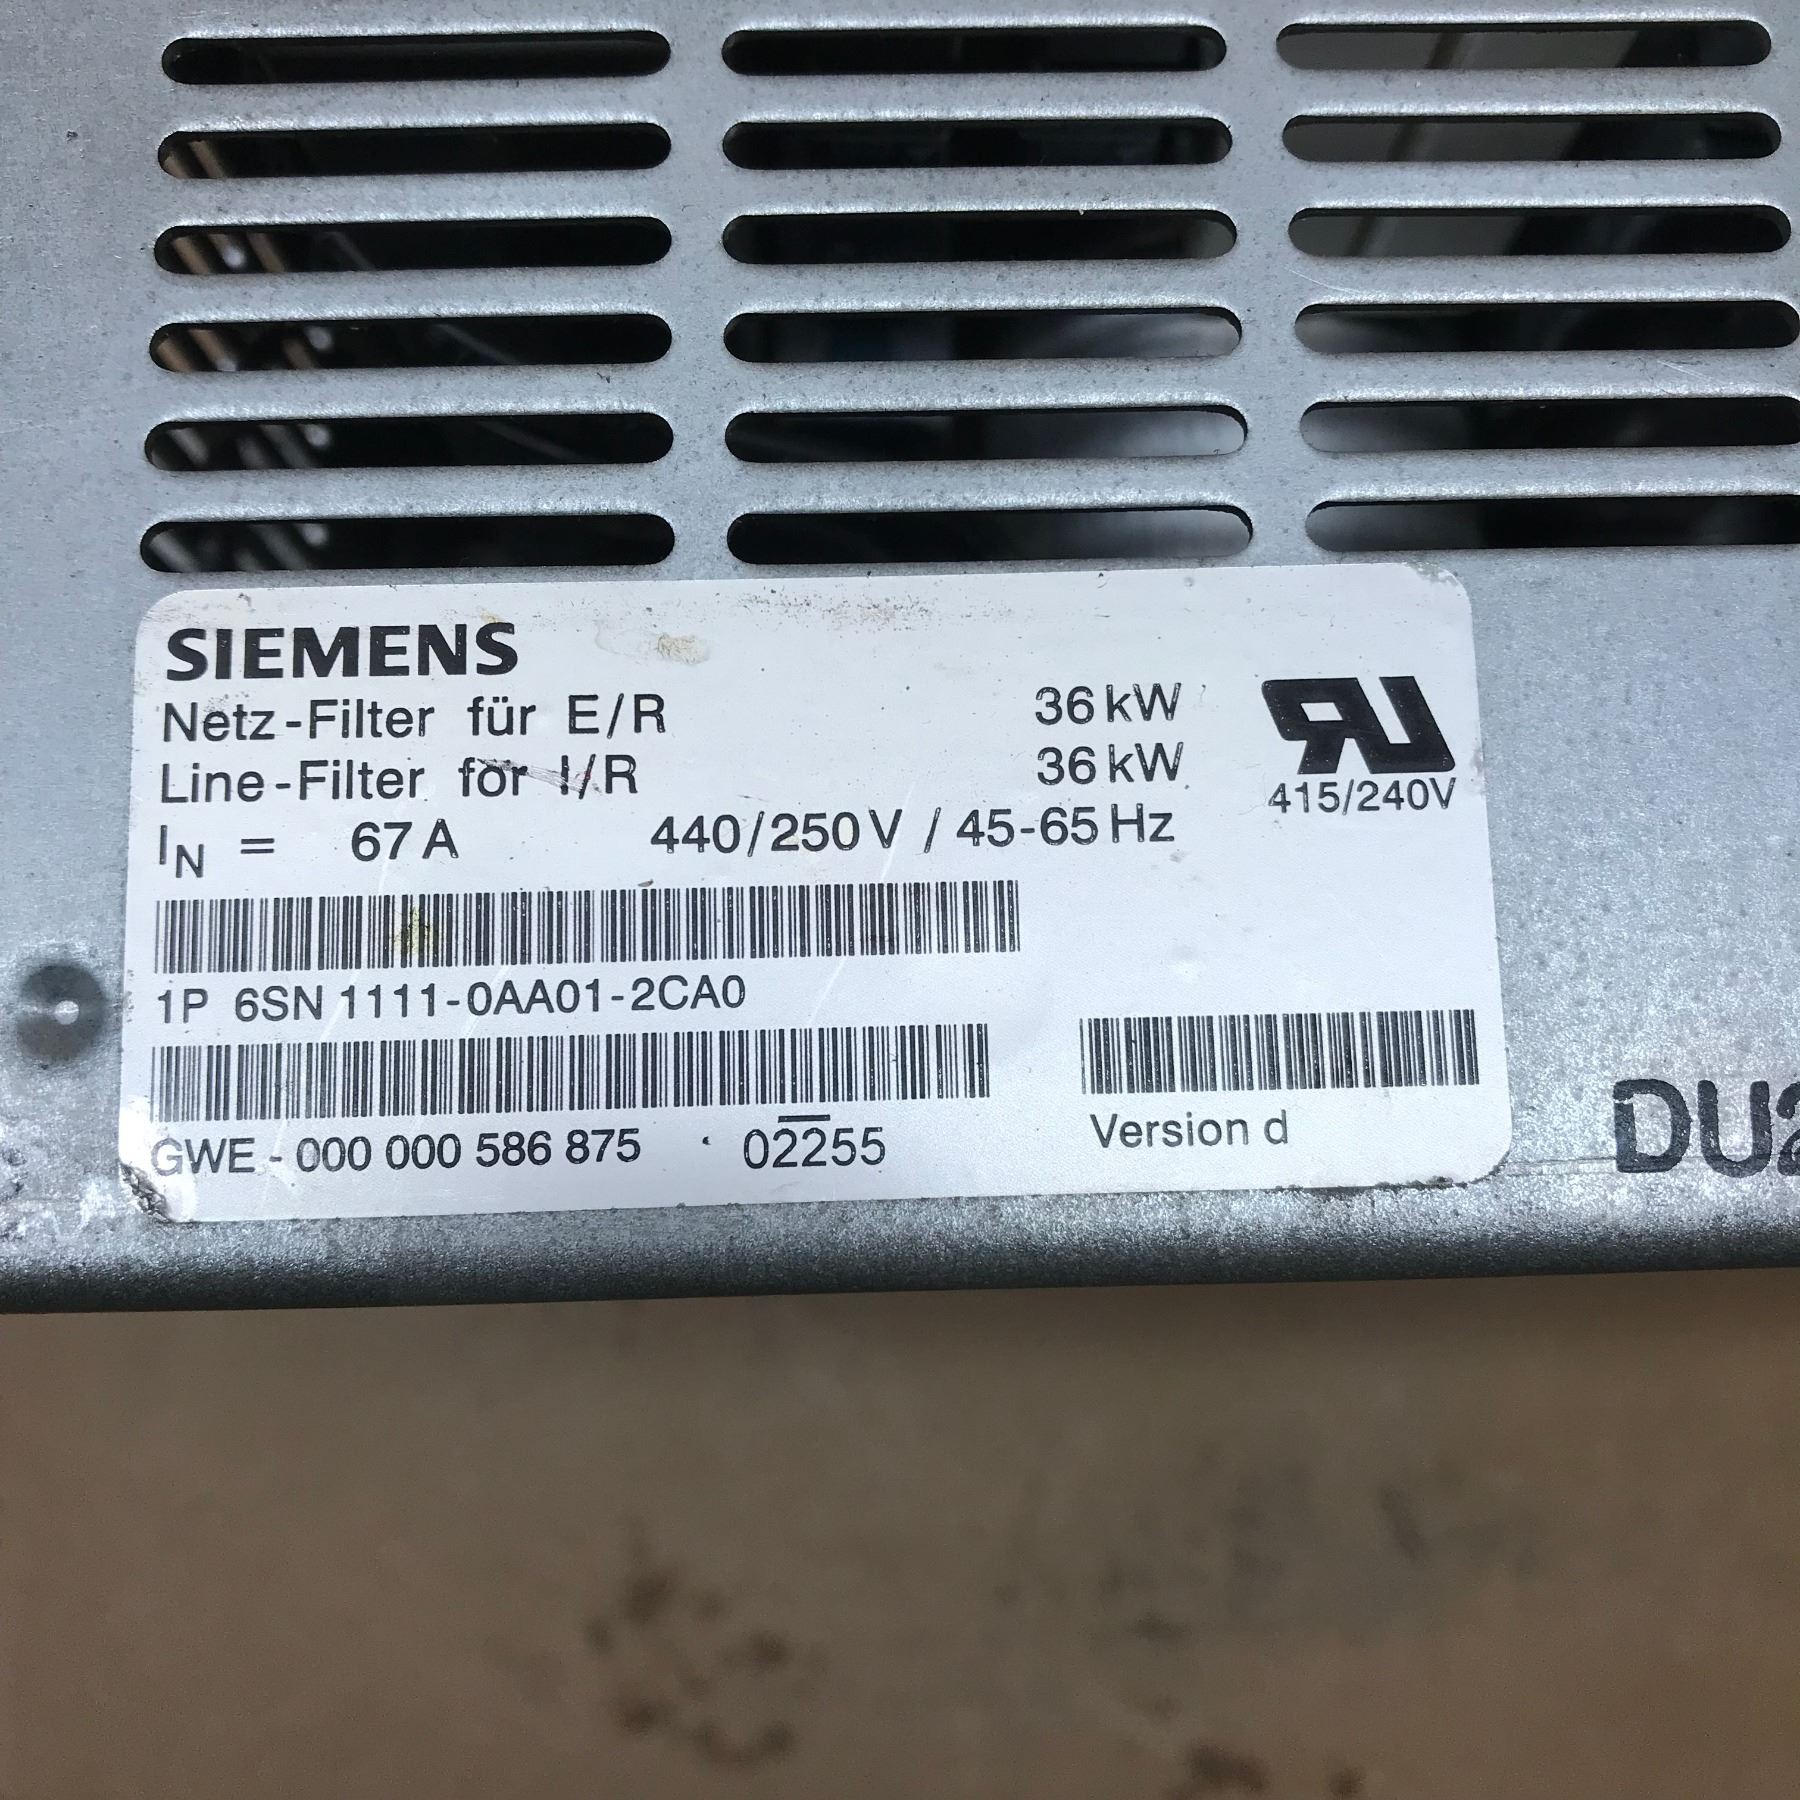 SIEMENS
Netz-Filter für E/R 36 kW
Line-Filter for I/R 36 kW
IN = 67 A 440/250 V / 45-65 Hz
RU
415/240V
1P 6SN 1111-0AA01-2CA0
GWE - 000 000 586 875 02255
Version d
DU2